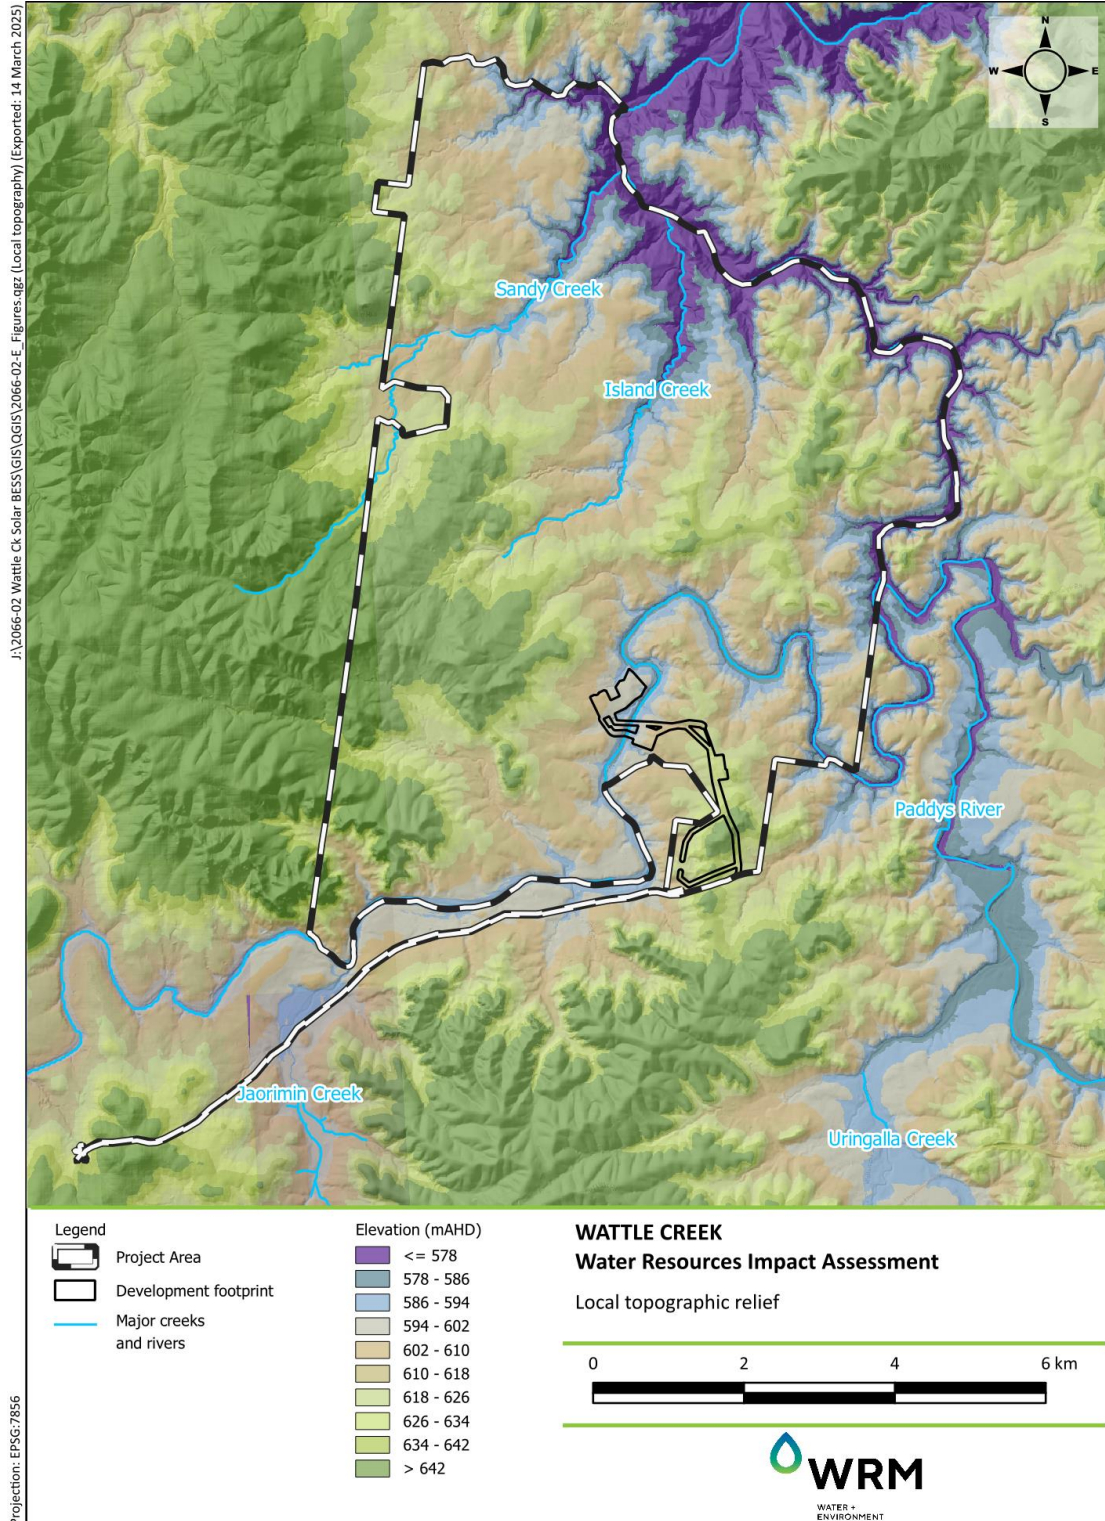 J:\2066-02 Wattle Ck Solar BESS\GIS\QGIS\2066-02-E_Figures.qgz (Local topography) (Exported: 14 March 2025)
N
W
E
S
Sandy Creek
Island Creek
Paddys River
Jaorimin Creek
Uringalla Creek
Projection: EPSG:7856
Legend
Project Area
Development footprint
Major creeks
and rivers
Elevation (mAHD)
<= 578
578 - 586
586 - 594
594 - 602
602 - 610
610 - 618
618 - 626
626 - 634
634 - 642
> 642
WATTLE CREEK
Water Resources Impact Assessment
Local topographic relief
0 2 4 6 km
WRM
WATER +
ENVIRONMENT